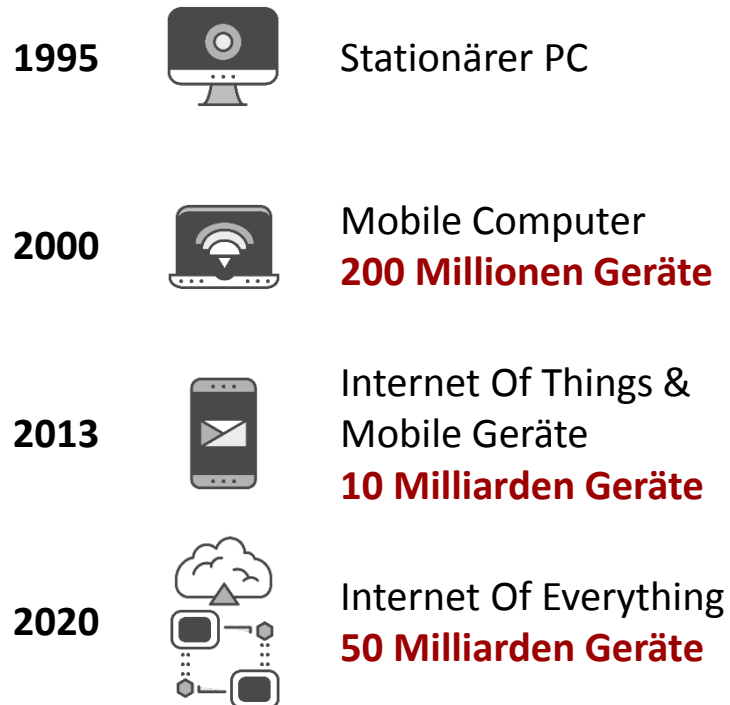 1995
Stationärer PC
2000
Mobile Computer
200 Millionen Geräte
2013
Internet Of Things &
Mobile Geräte
10 Milliarden Geräte
2020
Internet Of Everything
50 Milliarden Geräte